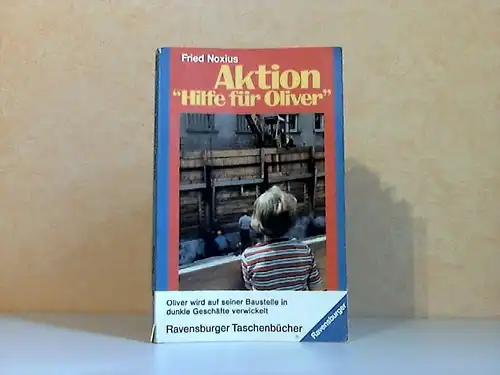 Fried Noxius
Aktion
“Hilfe für Oliver”
Oliver wird auf seiner Baustelle in
dunkle Geschäfte verwickelt
Ravensburger Taschenbücher
Ravensburger